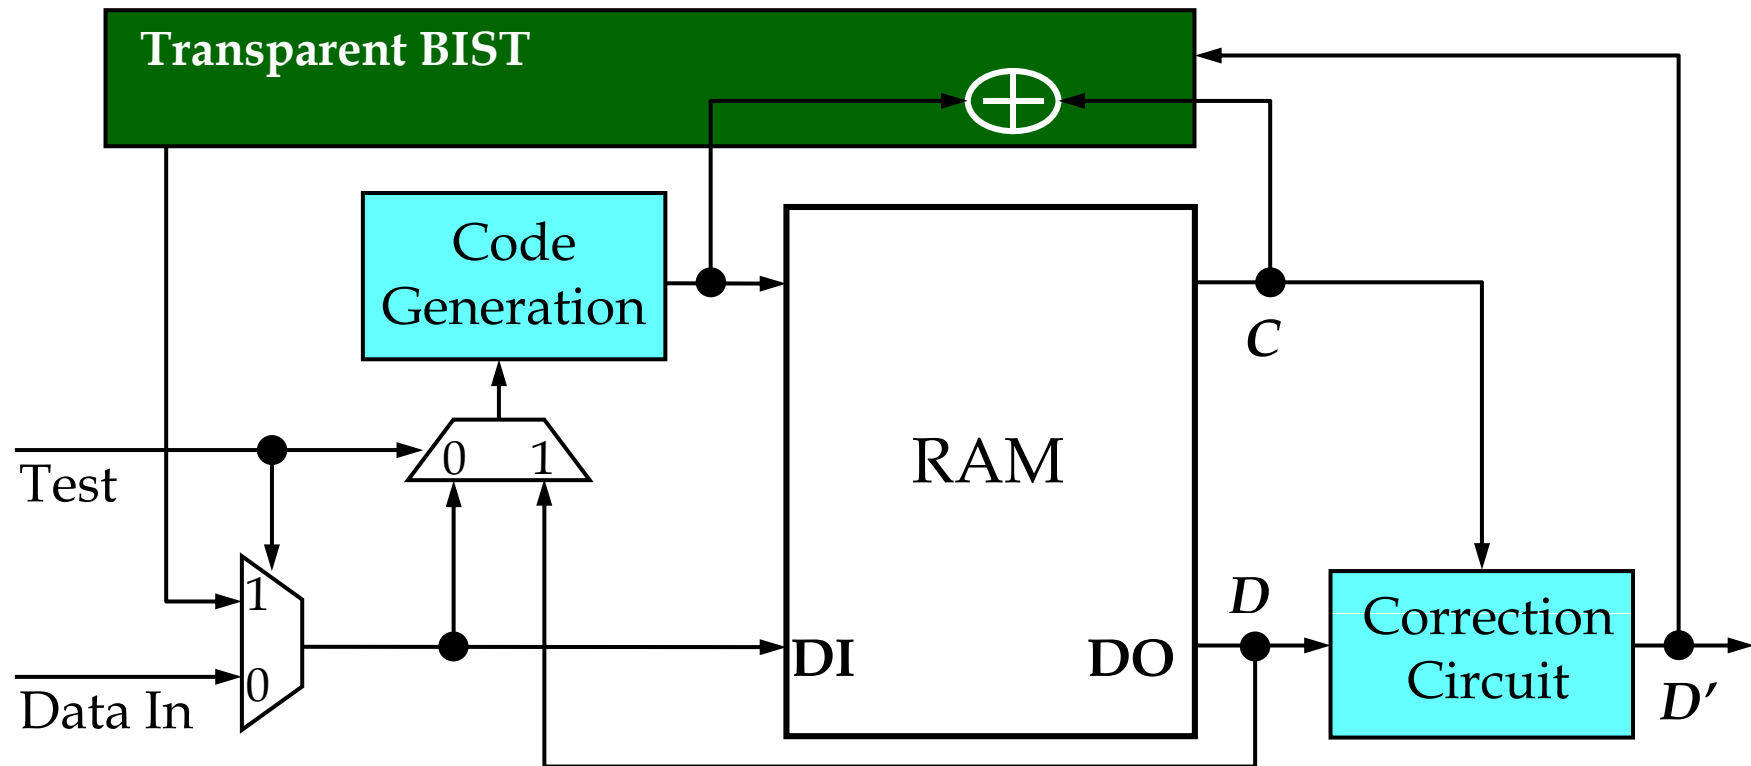 Transparent BIST
Code
Generation
C
0 1
RAM
Test
1
D
Correction
Circuit
DI
DO
0
Data In
D′